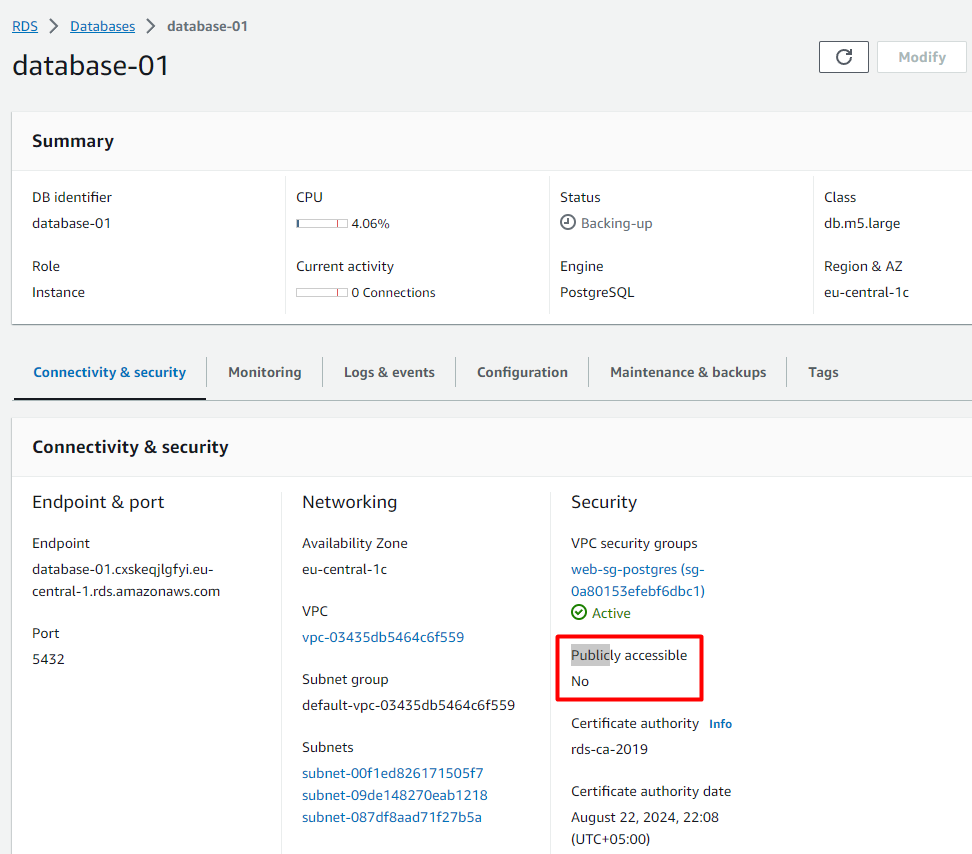 RDS > Databases > database-01
database-01
Modify
Summary
DB identifier
database-01
CPU
4.06%
Status
Backing-up
Class
db.m5.large
Role
Instance
Current activity
0 Connections
Engine
PostgreSQL
Region & AZ
eu-central-1c
Connectivity & security
Monitoring
Logs & events
Configuration
Maintenance & backups
Tags
Connectivity & security
Endpoint & port
Endpoint
database-01.cxskeqjlgfyi.eu-
central-1.rds.amazonaws.com
Port
5432
Networking
Availability Zone
eu-central-1c
VPC
vpc-03435db5464c6f559
Subnet group
default-vpc-03435db5464c6f559
Subnets
subnet-00f1ed826171505f7
subnet-09de148270eab1218
subnet-087df8aad71f27b5a
Security
VPC security groups
web-sg-postgres (sg-
0a80153efebf6dbc1)
Active
Publicly accessible
No
Certificate authority Info
rds-ca-2019
Certificate authority date
August 22, 2024, 22:08
(UTC+05:00)